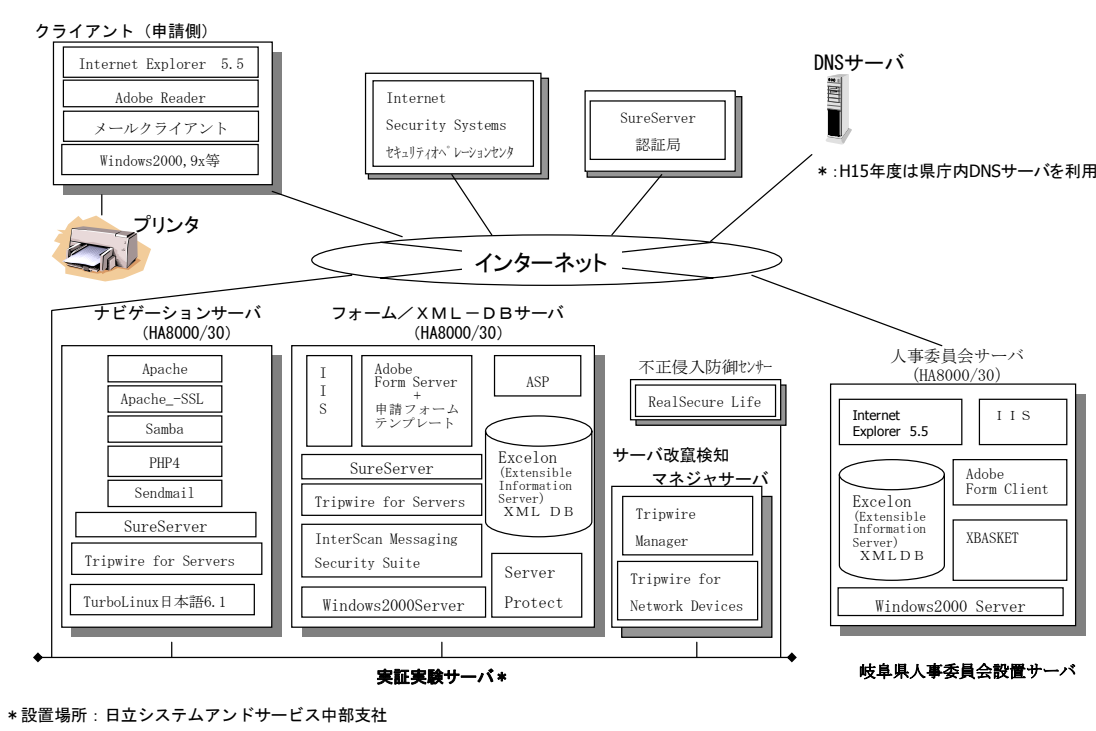 クライアント（申請側）
Internet Explorer 5.5
Adobe Reader
メールクライアント
Windows2000,9x等
プリンタ
Internet
Security Systems
セキュリティオペレーションセンタ
SureServer
認証局
DNSサーバ
＊：H15年度は県庁内DNSサーバを利用
インターネット
ナビゲーションサーバ
(HA8000/30)
Apache
Apache_-SSL
Samba
PHP4
Sendmail
SureServer
Tripwire for Servers
TurboLinux日本語6.1
フォーム／ＸＭＬ－ＤＢサーバ
(HA8000/30)
I
I
S
Adobe
Form Server
+
申請フォーム
テンプレート
ASP
SureServer
Tripwire for Servers
InterScan Messaging
Security Suite
Windows2000Server
Excelon
(Extensible
Information
Server)
ＸＭＬ ＤＢ
Server
Protect
不正侵入防御センサー
RealSecure Life
サーバ改竄検知
マネジャサーバ
Tripwire
Manager
Tripwire for
Network Devices
人事委員会サーバ
(HA8000/30)
Internet
Explorer 5.5
ＩＩＳ
Excelon
(Extensible
Information
Server)
ＸＭＬＤＢ
Adobe
Form Client
XBASKET
Windows2000 Server
実証実験サーバ＊
岐阜県人事委員会設置サーバ
＊設置場所：日立システムアンドサービス中部支社